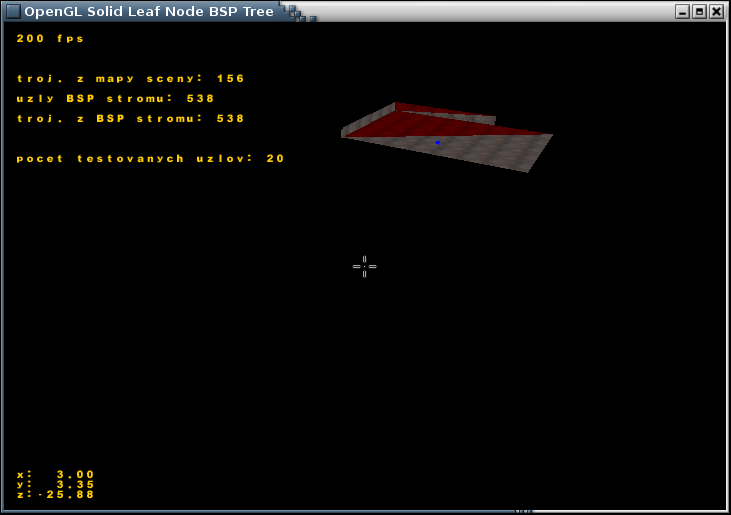 OpenGL Solid Leaf Node BSP Tree
200 fps
troj. z mapy sceny: 156
uzly BSP stromu: 538
troj. z BSP stromu: 538
pocet testovanych uzlov: 20
x: 3.00
y: 3.35
z:-25.88